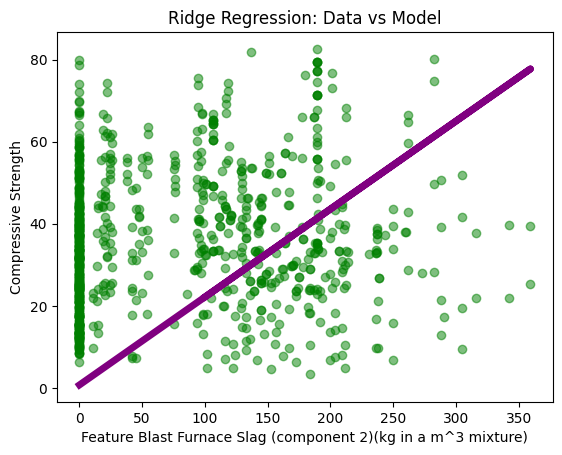 Ridge Regression: Data vs Model
Compressive Strength
80
60
40
20
0
0 50 100 150 200 250 300 350
Feature Blast Furnace Slag (component 2)(kg in a m^3 mixture)